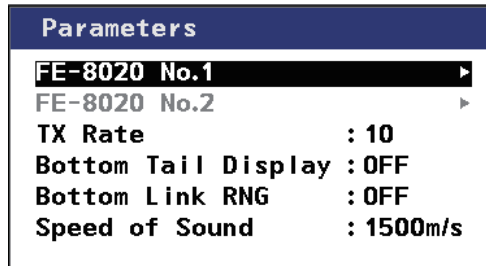 Parameters
FE-8020 No.1
FE-8020 No.2
TX Rate : 10
Bottom Tail Display : OFF
Bottom Link RNG : OFF
Speed of Sound : 1500m/s